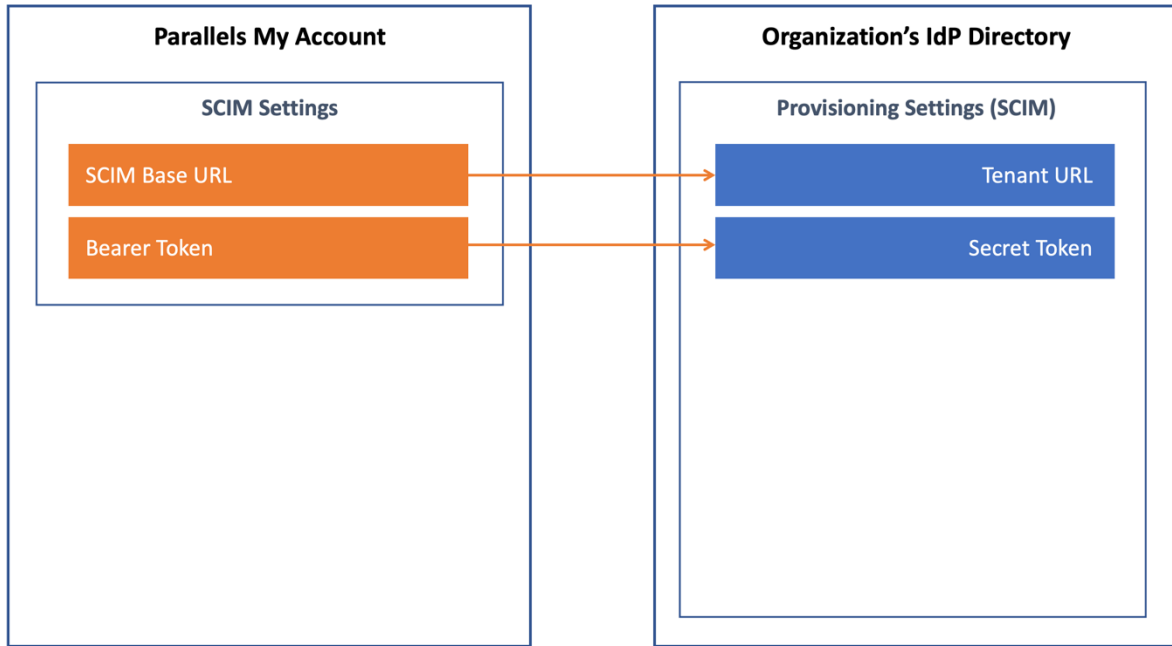 Parallels My Account
SCIM Settings
SCIM Base URL
Bearer Token
Organization’s IdP Directory
Provisioning Settings (SCIM)
Tenant URL
Secret Token